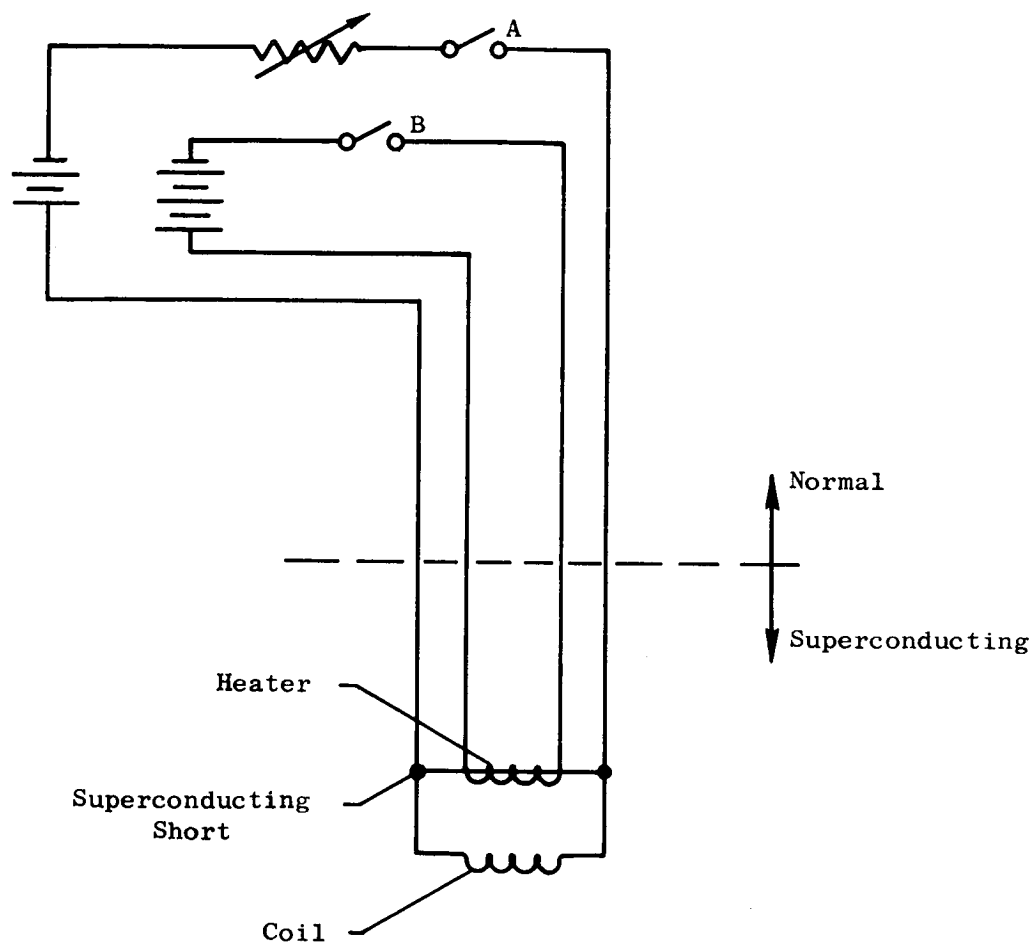 A
B
Normal
Superconducting
Heater
Superconducting
Short
Coil